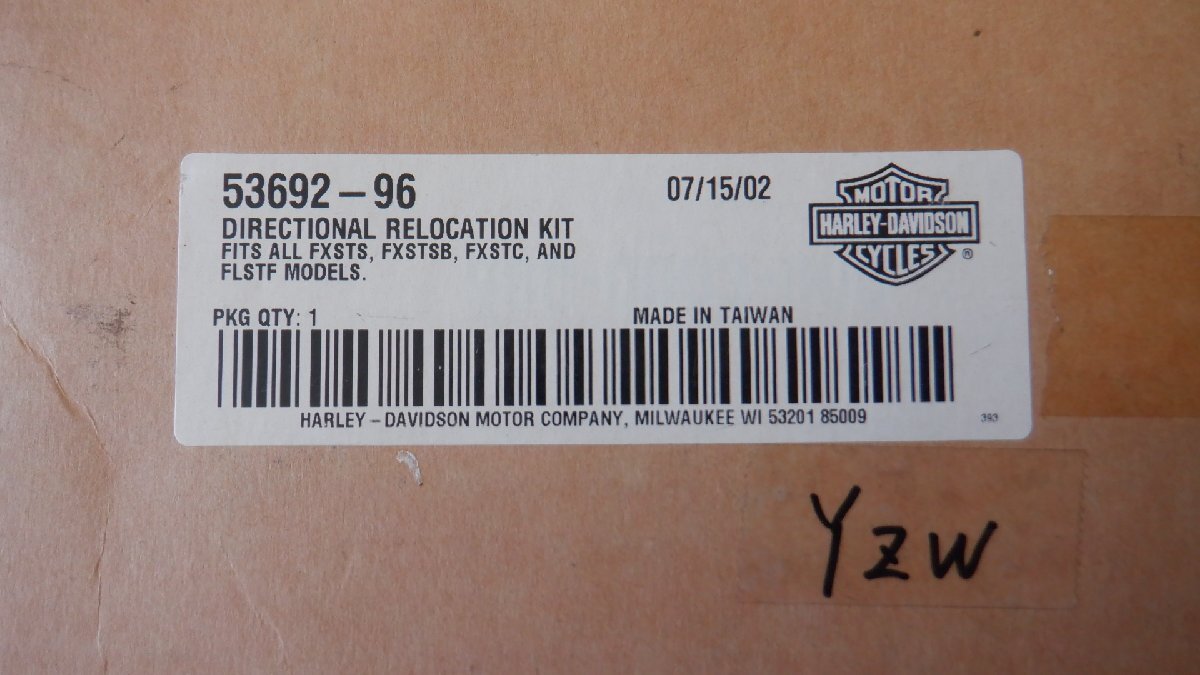 53692-96
07/15/02
DIRECTIONAL RELOCATION KIT
FITS ALL FXSTS, FXSTSB, FXSTC, AND
FLSTF MODELS.
MOTOR
HARLEY-DAVIDSON
CYCLES ®
PKG QTY: 1
MADE IN TAIWAN
HARLEY-DAVIDSON MOTOR COMPANY, MILWAUKEE WI 53201 85009
393
YZW